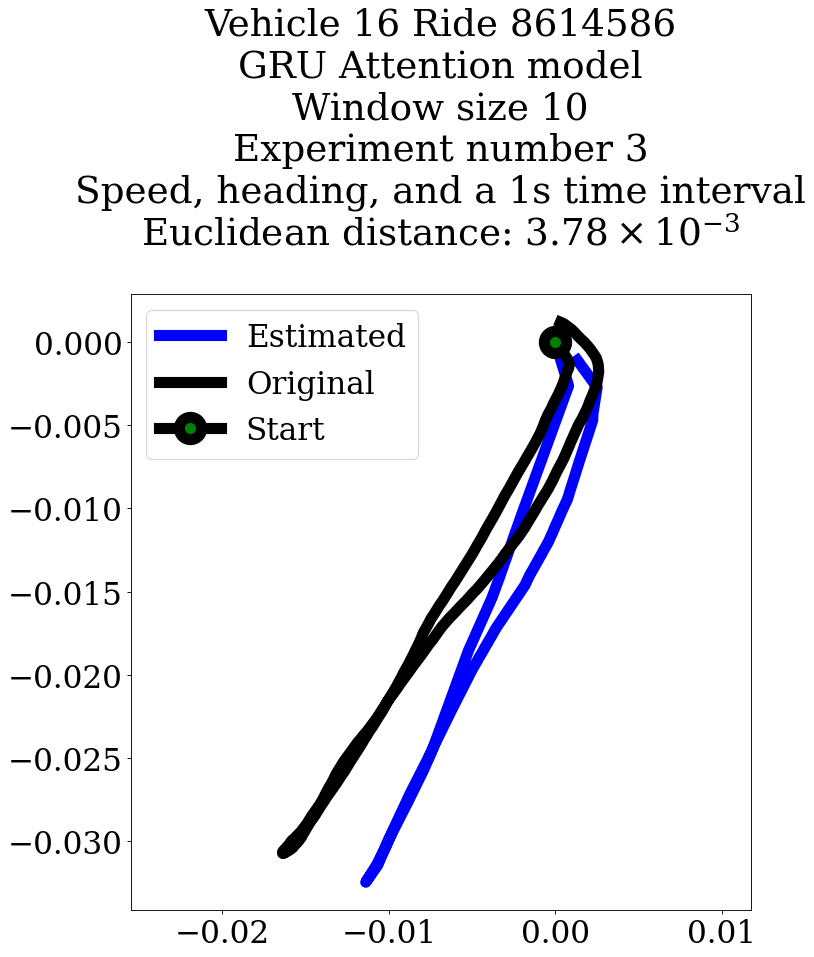 Vehicle 16 Ride 8614586
GRU Attention model
Window size 10
Experiment number 3
Speed, heading, and a 1s time interval
Euclidean distance: 3.78 × 10⁻³
Estimated
Original
Start
0.000
−0.005
−0.010
−0.015
−0.020
−0.025
−0.030
−0.02 −0.01 0.00 0.01